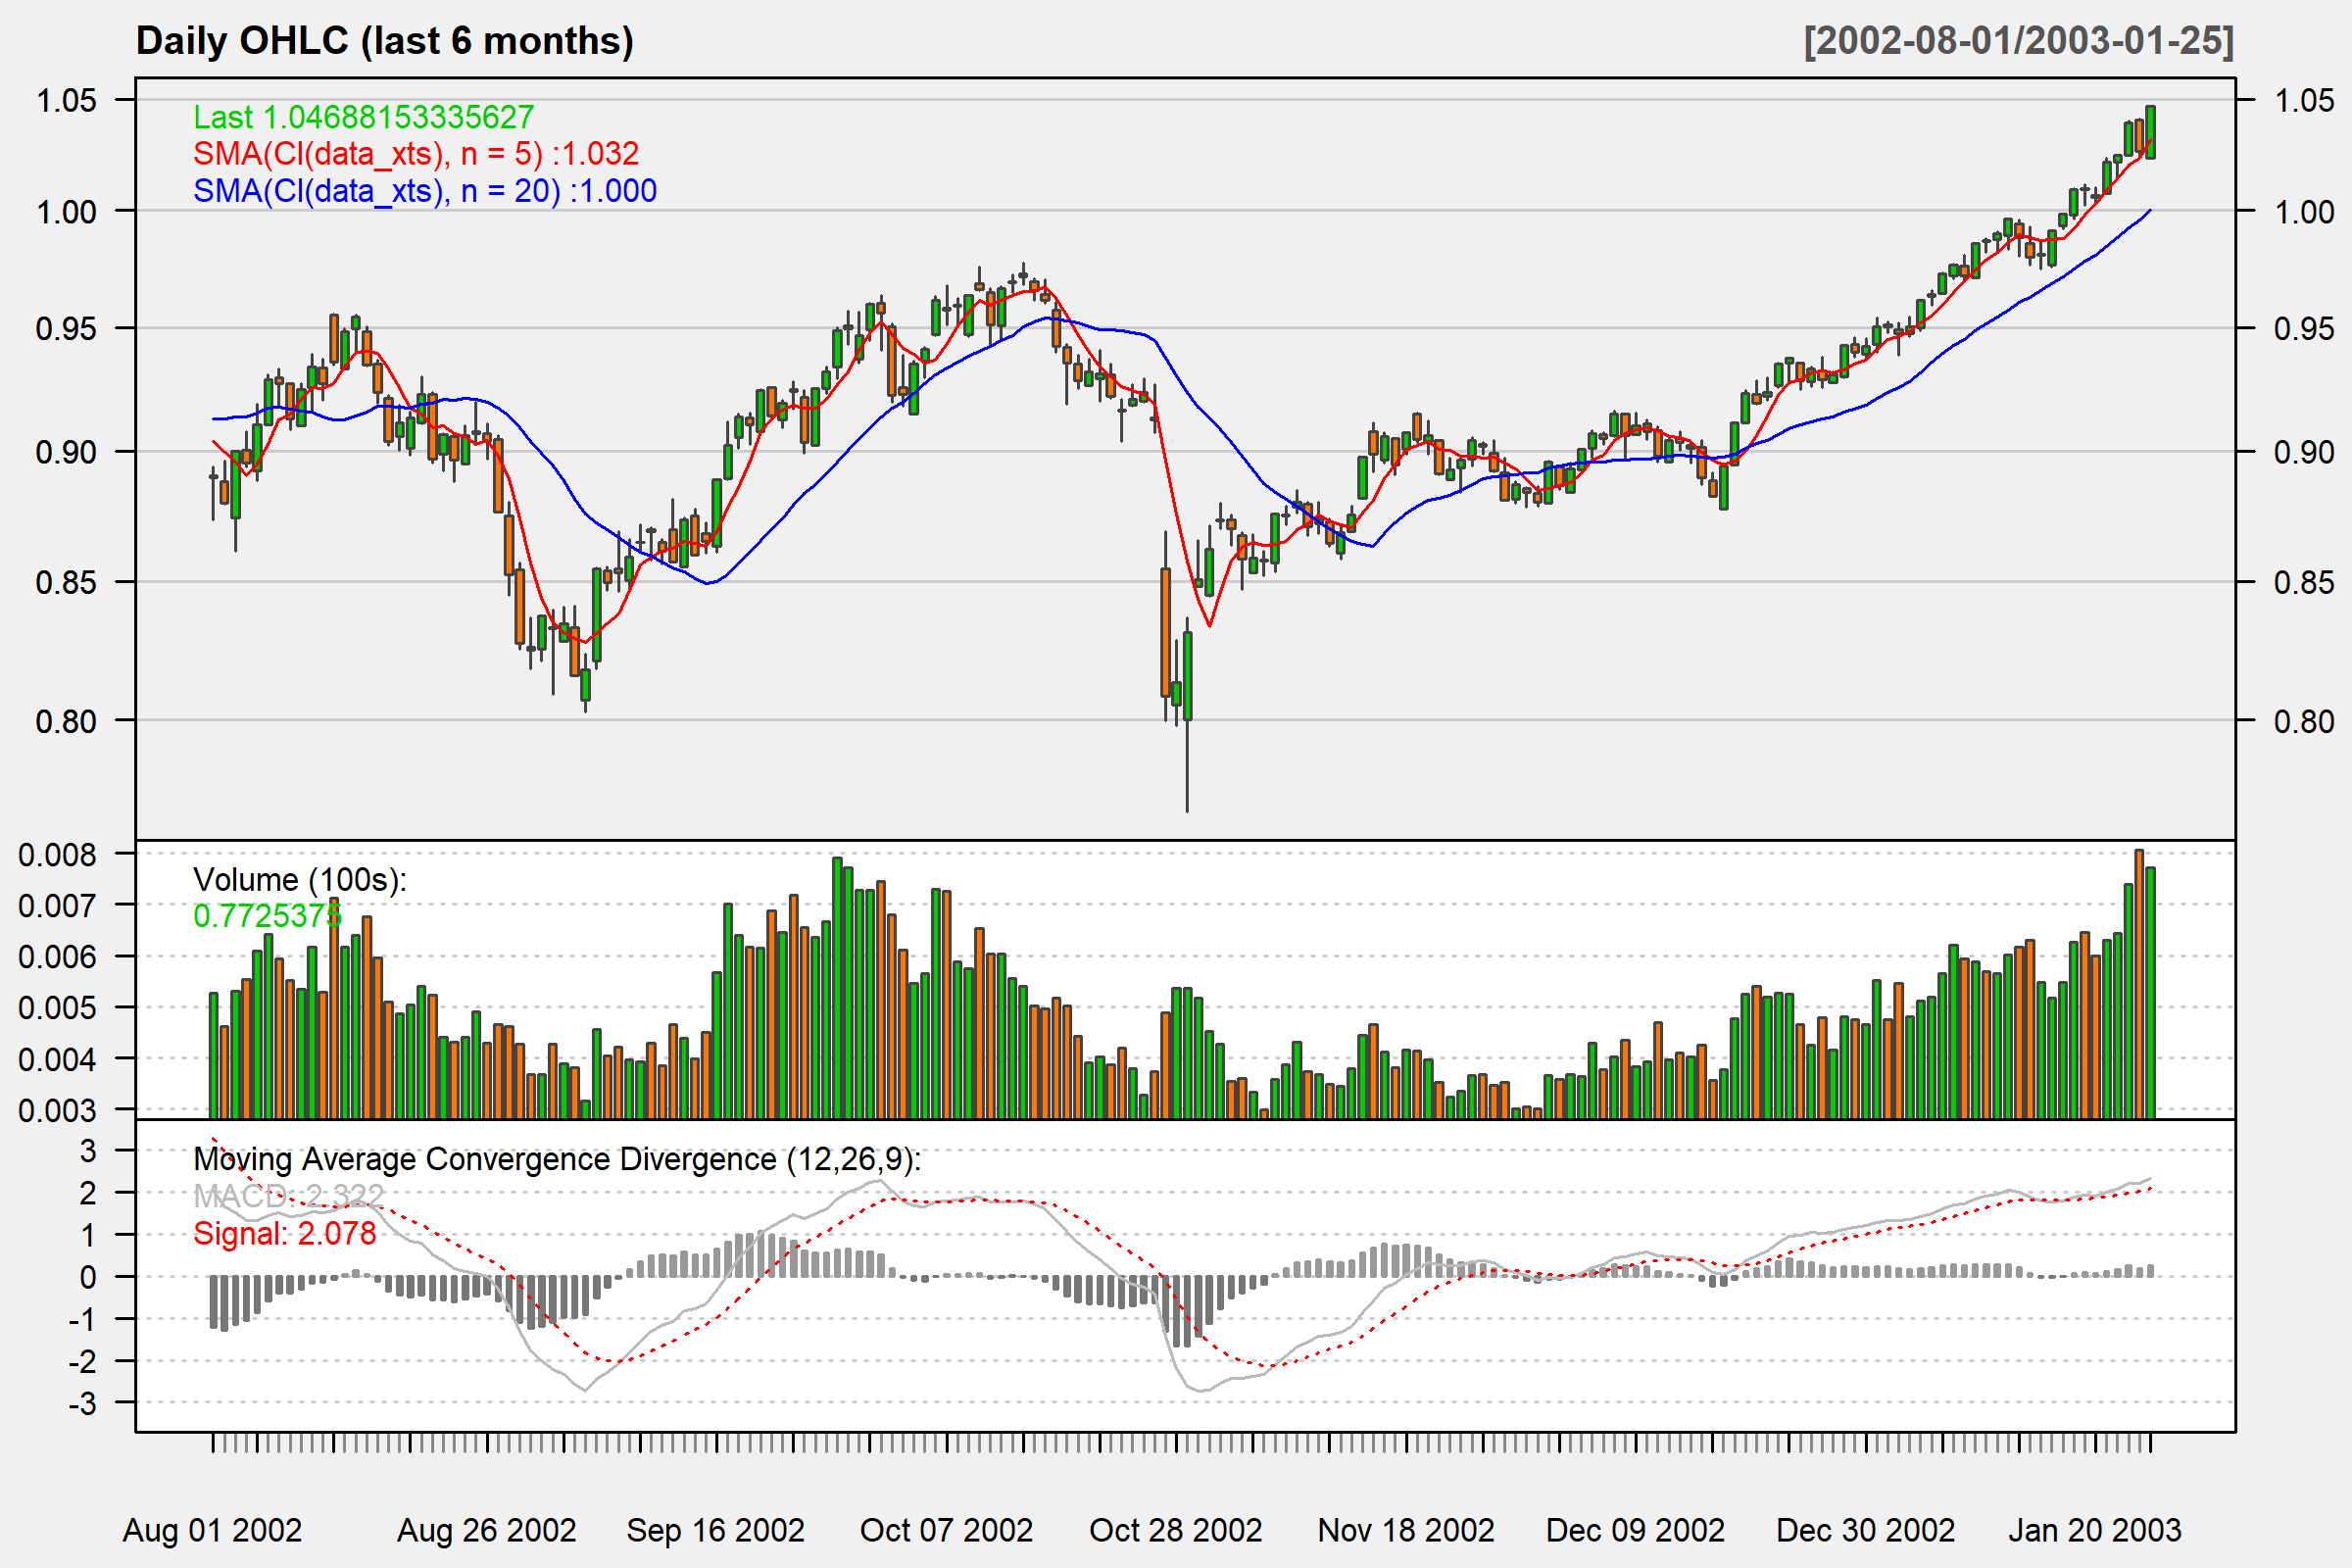 Daily OHLC (last 6 months) [2002-08-01/2003-01-25]
Last 1.04688153335627
SMA(Cl(data_xts), n = 5) :1.032
SMA(Cl(data_xts), n = 20) :1.000
1.05 1.05
1.00 1.00
0.95 0.95
0.90 0.90
0.85 0.85
0.80 0.80
Volume (100s):
0.7725375
0.008
0.007
0.006
0.005
0.004
0.003
Moving Average Convergence Divergence (12,26,9):
MACD: 2.322
Signal: 2.078
3
2
1
0
-1
-2
-3
Aug 01 2002 Aug 26 2002 Sep 16 2002 Oct 07 2002 Oct 28 2002 Nov 18 2002 Dec 09 2002 Dec 30 2002 Jan 20 2003